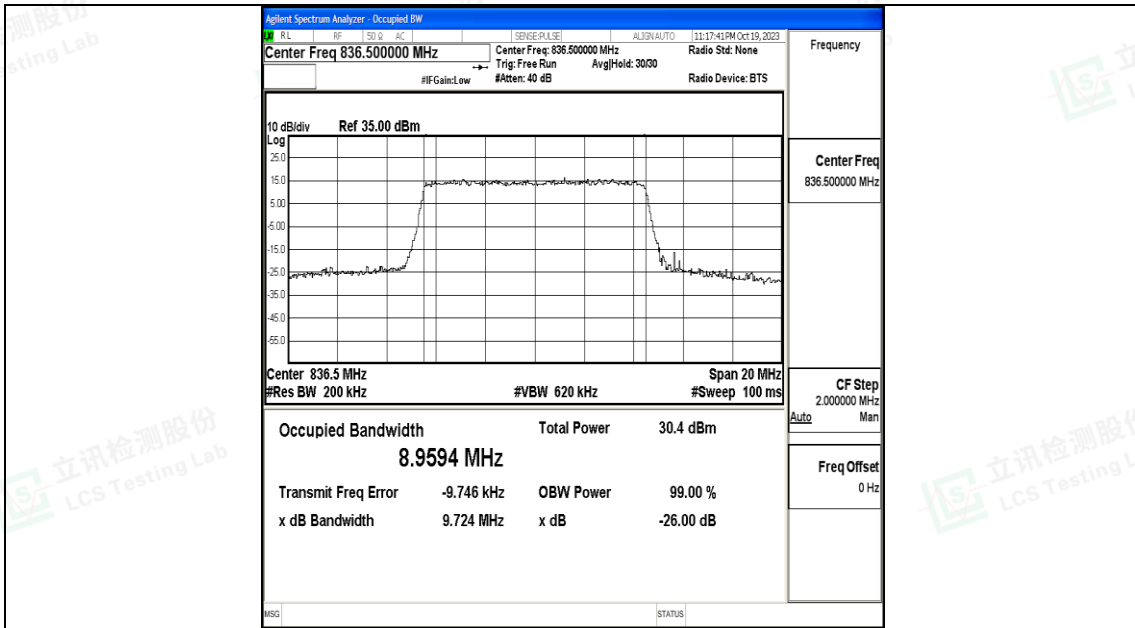 Agilent Spectrum Analyzer - Occupied BW
RL RF 50 Ω AC SENSE:PULSE ALIGN AUTO 11:17:41 PM Oct 19, 2023
Center Freq 836.500000 MHz
Center Freq: 836.500000 MHz Radio Std: None
Trig: Free Run Avg|Hold: 30/30
#IFGain:Low #Atten: 40 dB Radio Device: BTS
10 dB/div Ref 35.00 dBm
Log
25.0
15.0
5.00
-5.00
-15.0
-25.0
-35.0
-45.0
-55.0
Center 836.5 MHz Span 20 MHz
#Res BW 200 kHz #VBW 620 kHz #Sweep 100 ms
Occupied Bandwidth Total Power 30.4 dBm
8.9594 MHz
Transmit Freq Error -9.746 kHz OBW Power 99.00 %
x dB Bandwidth 9.724 MHz x dB -26.00 dB
MSG STATUS
Frequency
Center Freq
836.500000 MHz
CF Step
2.000000 MHz
Auto Man
Freq Offset
0 Hz
立讯检测股份
LCS Testing Lab
立讯检测股份
LCS Testing L
测股份
esting Lab
立
L